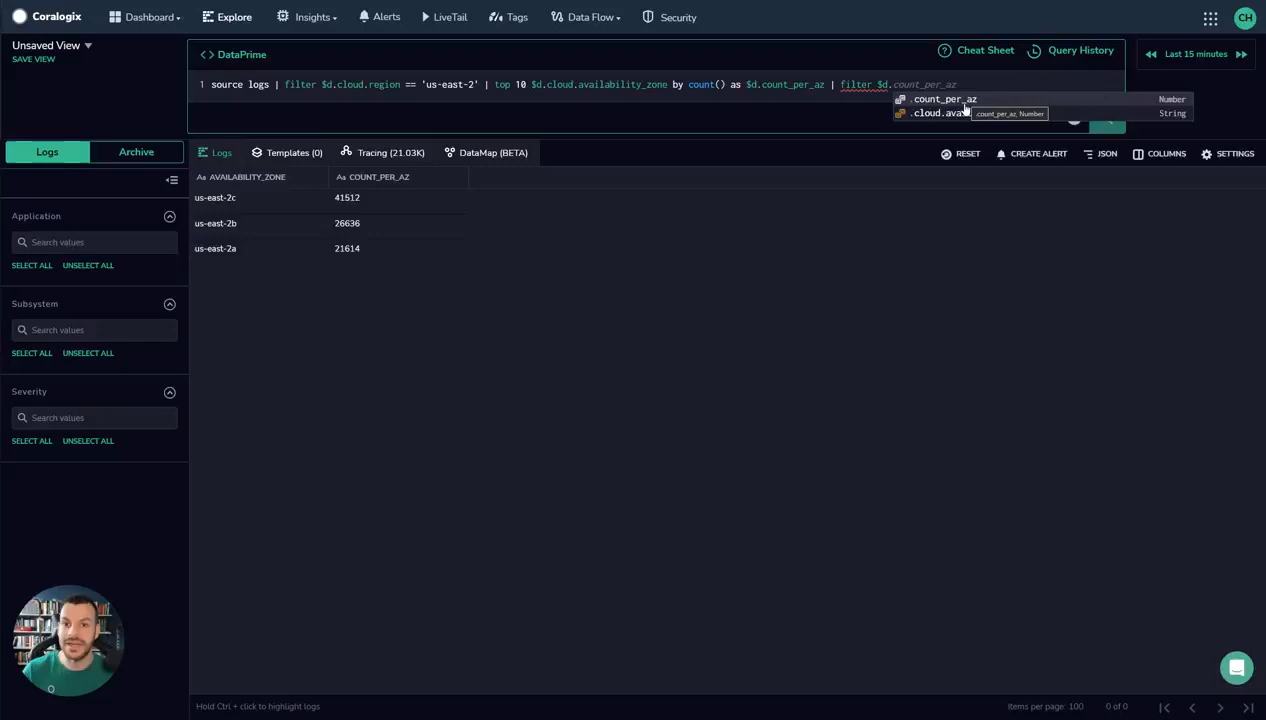 Coralogix
Dashboard
Explore
Insights
Alerts
LiveTail
Tags
Data Flow
Security
CH
Unsaved View
SAVE VIEW
<> DataPrime
Cheat Sheet
Query History
Last 15 minutes
1 source logs | filter $d.cloud.region == 'us-east-2' | top 10 $d.cloud.availability_zone by count() as $d.count_per_az | filter $d.count_per_az
.count_per_az Number
.cloud. String
.count_per_az, Number
Logs
Archive
Logs
Templates (0)
Tracing (21.03K)
DataMap (BETA)
RESET
CREATE ALERT
JSON
COLUMNS
SETTINGS
Aa AVAILABILITY_ZONE
Aa COUNT_PER_AZ
us-east-2c 41512
us-east-2b 26636
us-east-2a 21614
Application
Search values
SELECT ALL UNSELECT ALL
Subsystem
Search values
SELECT ALL UNSELECT ALL
Severity
Search values
SELECT ALL UNSELECT ALL
Hold Ctrl + click to highlight logs
Items per page: 100
0 of 0